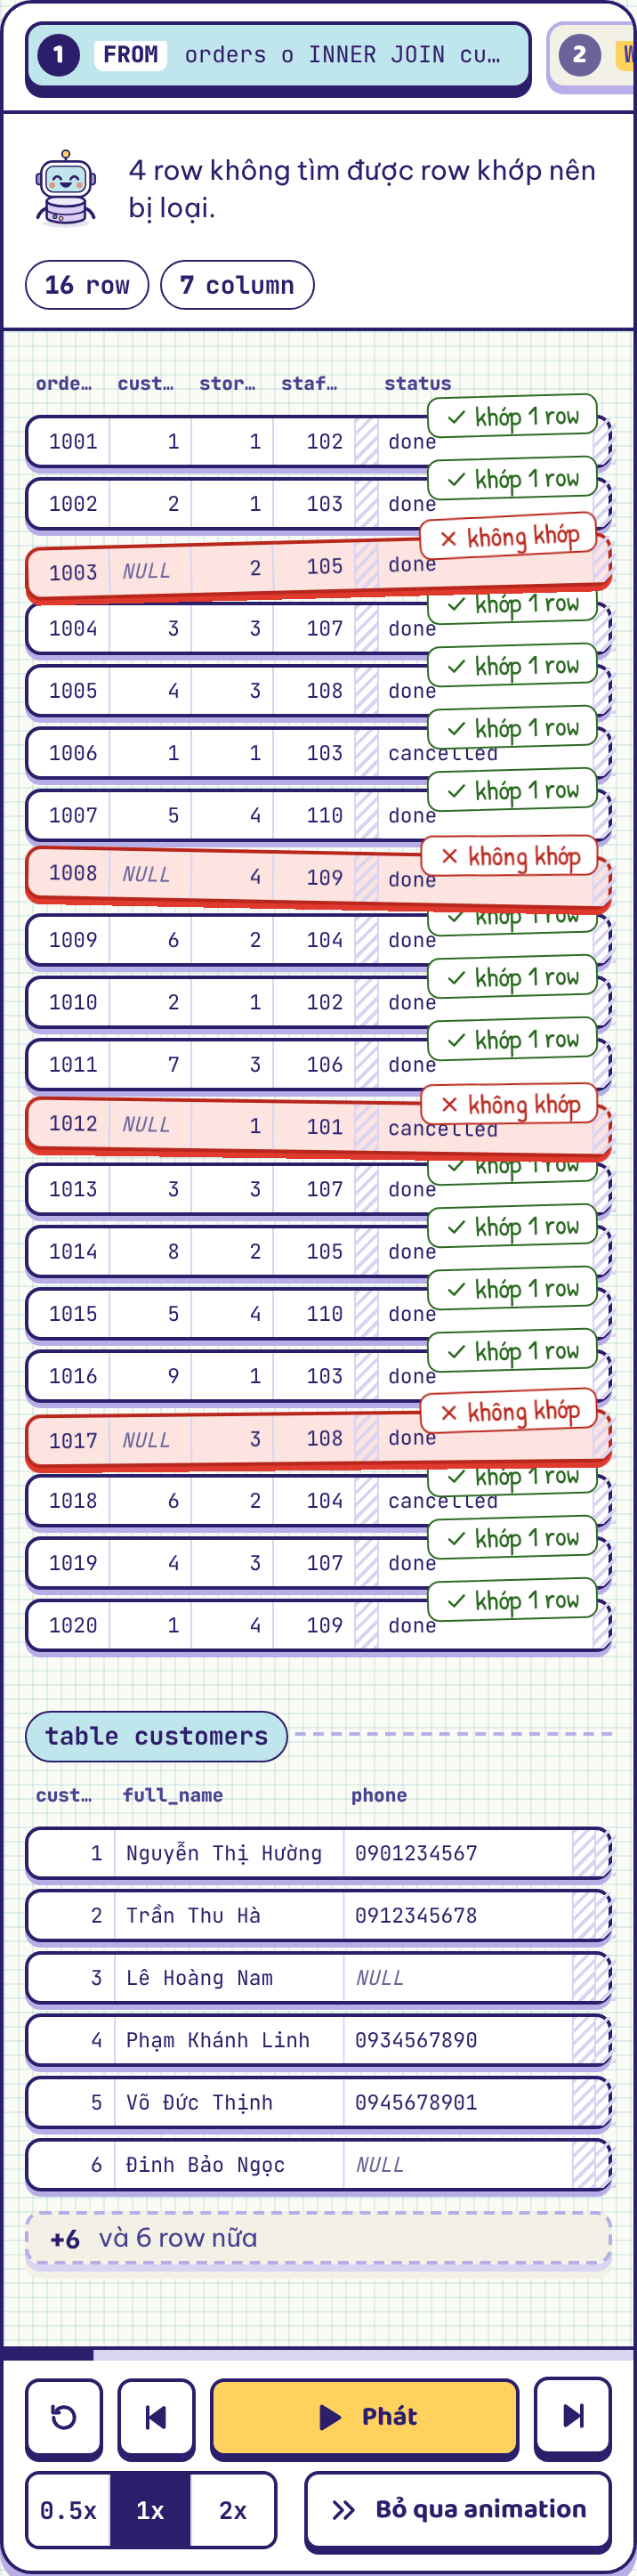 1 FROM orders o INNER JOIN cu…
2
4 row không tìm được row khớp nên
bị loại.
16 row 7 column
orde… cust… stor… staf… status
✓ khớp 1 row
1001 1 1 102 done
✓ khớp 1 row
1002 2 1 103 done
✕ không khớp
1003 NULL 2 105 done
✓ khớp 1 row
1004 3 3 107 done
✓ khớp 1 row
1005 4 3 108 done
✓ khớp 1 row
1006 1 1 103 cancelled
✓ khớp 1 row
1007 5 4 110 done
✕ không khớp
1008 NULL 4 109 done
✓ khớp 1 row
1009 6 2 104 done
✓ khớp 1 row
1010 2 1 102 done
✓ khớp 1 row
1011 7 3 106 done
✕ không khớp
1012 NULL 1 101 cancelled
✓ khớp 1 row
1013 3 3 107 done
✓ khớp 1 row
1014 8 2 105 done
✓ khớp 1 row
1015 5 4 110 done
✓ khớp 1 row
1016 9 1 103 done
✕ không khớp
1017 NULL 3 108 done
✓ khớp 1 row
1018 6 2 104 cancelled
✓ khớp 1 row
1019 4 3 107 done
✓ khớp 1 row
1020 1 4 109 done
table customers
cust… full_name phone
1 Nguyễn Thị Hường 0901234567
2 Trần Thu Hà 0912345678
3 Lê Hoàng Nam NULL
4 Phạm Khánh Linh 0934567890
5 Võ Đức Thịnh 0945678901
6 Đinh Bảo Ngọc NULL
+6 và 6 row nữa
Phát
0.5x 1x 2x Bỏ qua animation